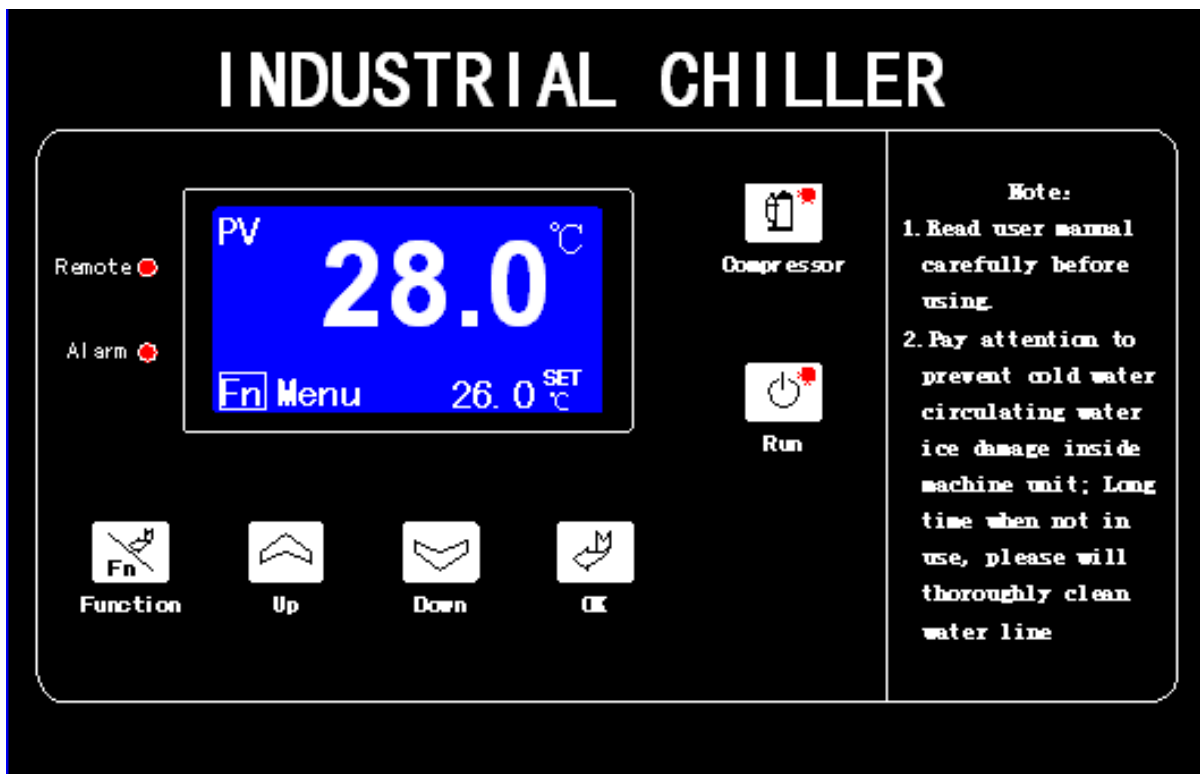 INDUSTRIAL CHILLER
Remote
Alarm
PV
28.0
℃
Fn Menu
26.0
SET
℃
Compressor
Run
Fn
Function
Up
Down
OK
Note:
1. Read user manual
carefully before
using.
2. Pay attention to
prevent cold water
circulating water
ice damage inside
machine unit; Long
time when not in
use, please will
thoroughly clean
water line